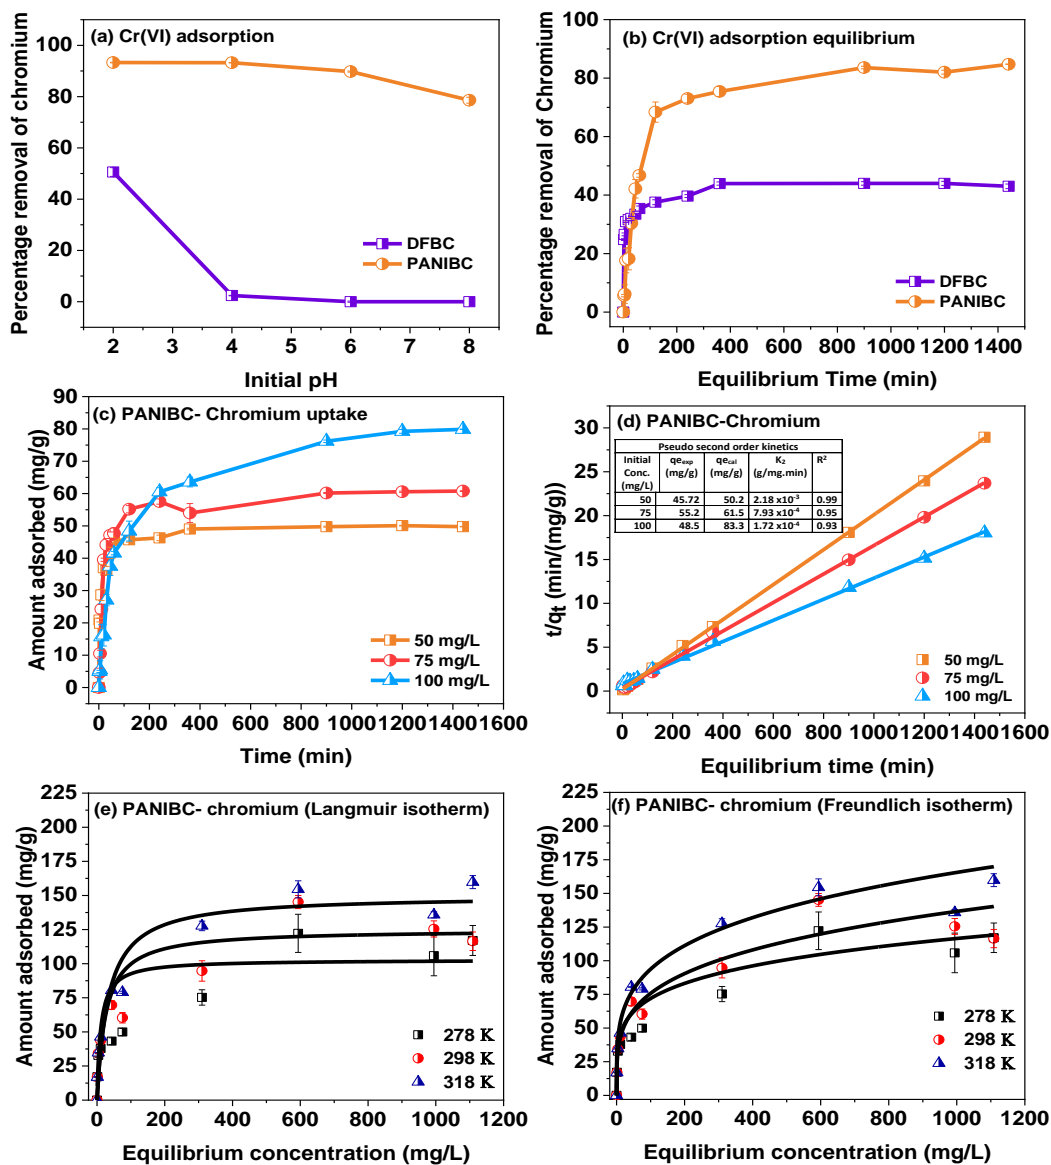 (a) Cr(VI) adsorption
Percentage removal of chromium
100
80
60
40
20
0
DFBC
PANIBC
2 3 4 5 6 7 8
Initial pH
(b) Cr(VI) adsorption equilibrium
Percentage removal of Chromium
100
80
60
40
20
0
DFBC
PANIBC
0 200 400 600 800 1000 1200 1400
Equilibrium Time (min)
(c) PANIBC- Chromium uptake
Amount adsorbed (mg/g)
90
80
70
60
50
40
30
20
10
0
50 mg/L
75 mg/L
100 mg/L
0 200 400 600 800 1000 1200 1400 1600
Time (min)
(d) PANIBC-Chromium
t/qt (min/(mg/g))
30
25
20
15
10
5
0
Pseudo second order kinetics
Initial Conc. (mg/L) qeexp (mg/g) qecal (mg/g) K2 (g/mg.min) R²
50 45.72 50.2 2.18 x10⁻³ 0.99
75 55.2 61.5 7.93 x10⁻⁴ 0.95
100 48.5 83.3 1.72 x10⁻⁴ 0.93
50 mg/L
75 mg/L
100 mg/L
0 200 400 600 800 1000 1200 1400 1600
Equilibrium time (min)
(e) PANIBC- chromium (Langmuir isotherm)
Amount adsorbed (mg/g)
225
200
175
150
125
100
75
50
25
0
278 K
298 K
318 K
0 200 400 600 800 1000 1200
Equilibrium concentration (mg/L)
(f) PANIBC- chromium (Freundlich isotherm)
Amount adsorbed (mg/g)
225
200
175
150
125
100
75
50
25
0
278 K
298 K
318 K
0 200 400 600 800 1000 1200
Equilibrium concentration (mg/L)